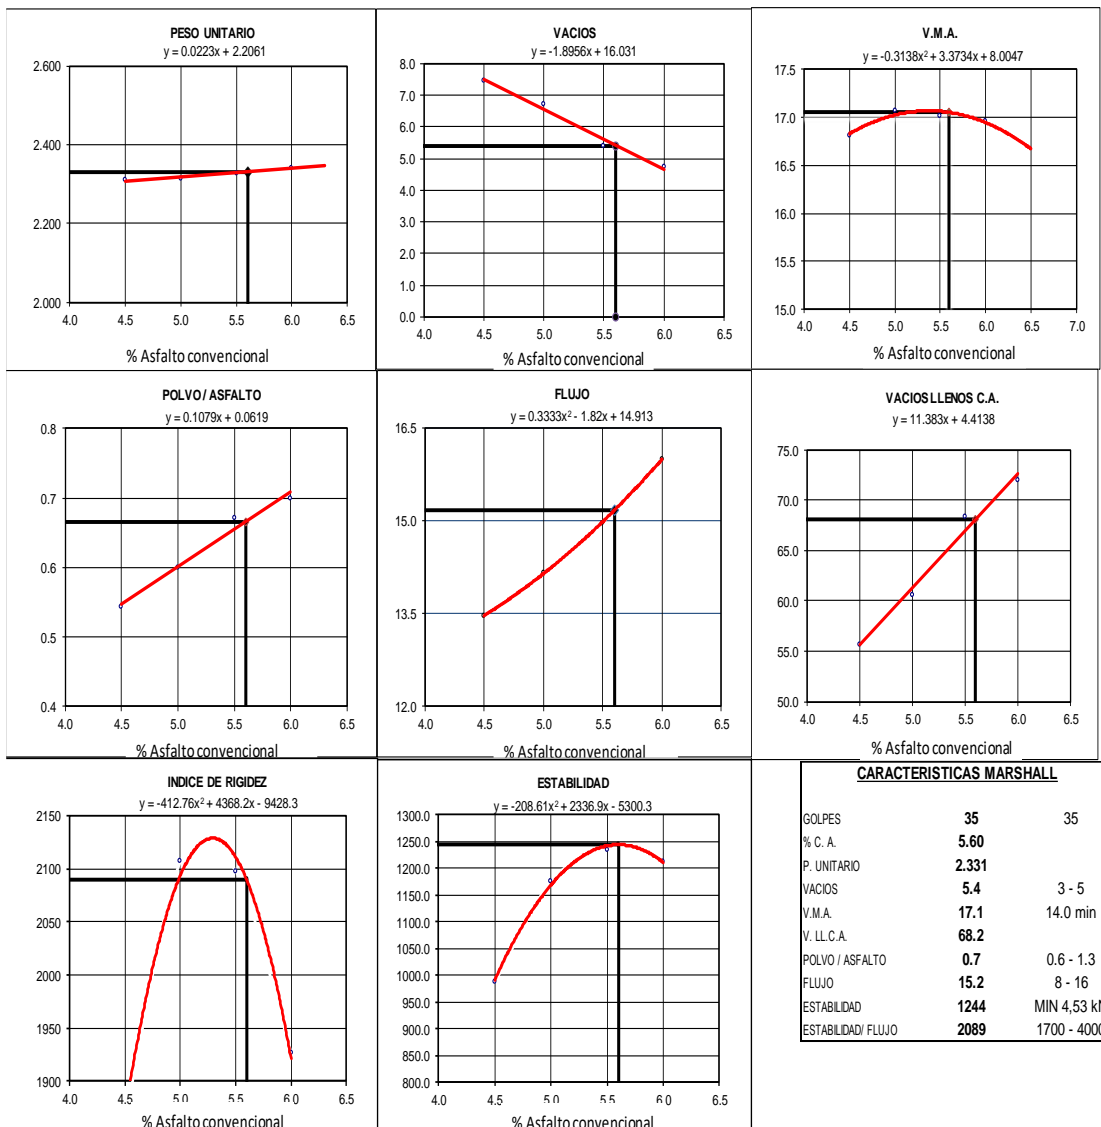 PESO UNITARIO
y = 0.0223x + 2.2061
2.600
2.400
2.200
2.000
4.0 4.5 5.0 5.5 6.0 6.5
% Asfalto convencional
VACIOS
y = -1.8956x + 16.031
8.0
7.0
6.0
5.0
4.0
3.0
2.0
1.0
0.0
4.0 4.5 5.0 5.5 6.0 6.5
% Asfalto convencional
V.M.A.
y = -0.3138x² + 3.3734x + 8.0047
17.5
17.0
16.5
16.0
15.5
15.0
4.0 4.5 5.0 5.5 6.0 6.5 7.0
% Asfalto convencional
POLVO / ASFALTO
y = 0.1079x + 0.0619
0.8
0.7
0.6
0.5
0.4
4.0 4.5 5.0 5.5 6.0 6.5
% Asfalto convencional
FLUJO
y = 0.3333x² - 1.82x + 14.913
16.5
15.0
13.5
12.0
4.0 4.5 5.0 5.5 6.0 6.5
% Asfalto convencional
VACIOS LLENOS C.A.
y = 11.383x + 4.4138
75.0
70.0
65.0
60.0
55.0
50.0
4.0 4.5 5.0 5.5 6.0 6.5
% Asfalto convencional
INDICE DE RIGIDEZ
y = -412.76x² + 4368.2x - 9428.3
2150
2100
2050
2000
1950
1900
4.0 4.5 5.0 5.5 6.0 6.5
% Asfalto convencional
ESTABILIDAD
y = -208.61x² + 2336.9x - 5300.3
1300.0
1250.0
1200.0
1150.0
1100.0
1050.0
1000.0
950.0
900.0
850.0
800.0
4.0 4.5 5.0 5.5 6.0 6.5
% Asfalto convencional
CARACTERISTICAS MARSHALL
GOLPES 35 35
% C. A. 5.60
P. UNITARIO 2.331
VACIOS 5.4 3 - 5
V.M.A. 17.1 14.0 min
V. LL.C.A. 68.2
POLVO / ASFALTO 0.7 0.6 - 1.3
FLUJO 15.2 8 - 16
ESTABILIDAD 1244 MIN 4,53 kN
ESTABILIDAD/ FLUJO 2089 1700 - 4000